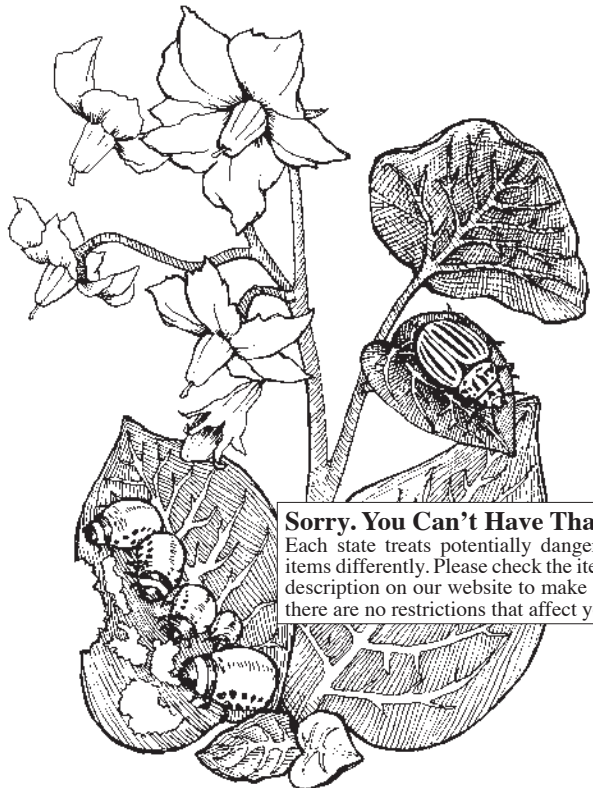 Sorry. You Can't Have
Each state treats potentially
items differently. Please check the
description on our website to make
there are no restrictions that affect